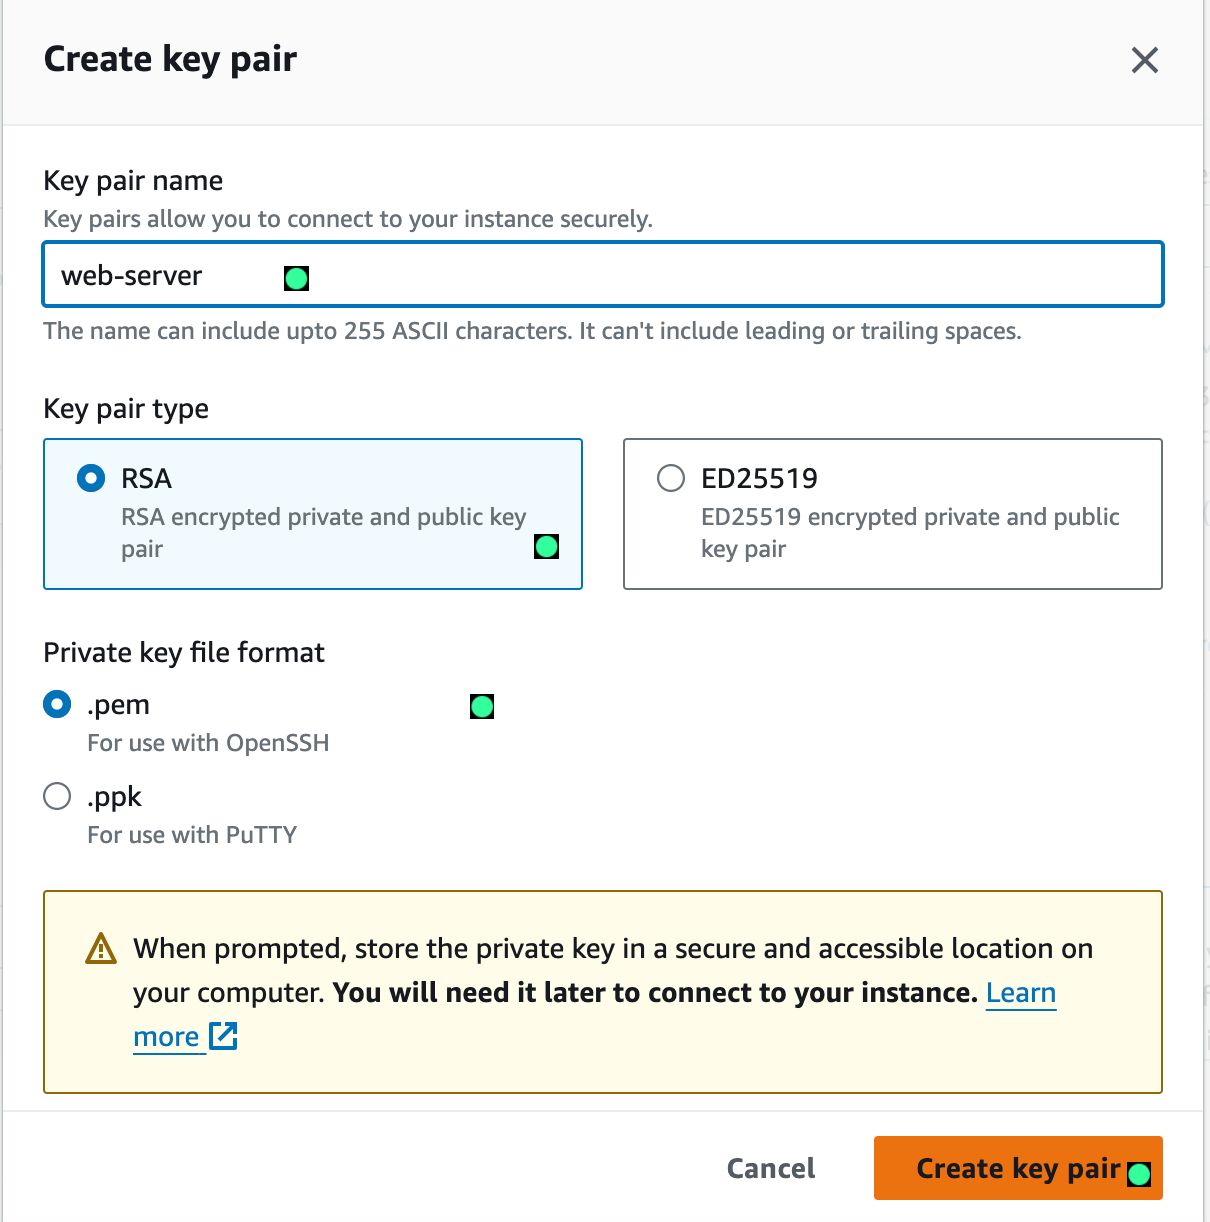 Create key pair
Key pair name
Key pairs allow you to connect to your instance securely.
web-server
The name can include upto 255 ASCII characters. It can't include leading or trailing spaces.
Key pair type
RSA
RSA encrypted private and public key
pair
ED25519
ED25519 encrypted private and public
key pair
Private key file format
.pem
For use with OpenSSH
.ppk
For use with PuTTY
When prompted, store the private key in a secure and accessible location on
your computer. You will need it later to connect to your instance. Learn
more
Cancel
Create key pair